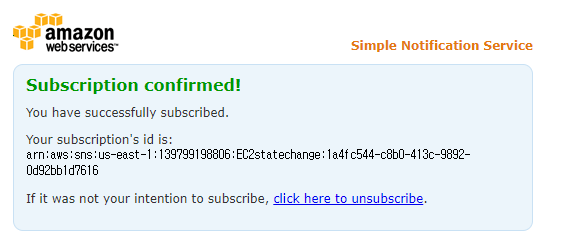 amazon
web services™
Simple Notification Service
Subscription confirmed!
You have successfully subscribed.
Your subscription's id is:
arn:aws:sns:us-east-1:139799198806:EC2statechange:1a4fc544-c8b0-413c-9892-
0d92bb1d7616
If it was not your intention to subscribe, click here to unsubscribe.